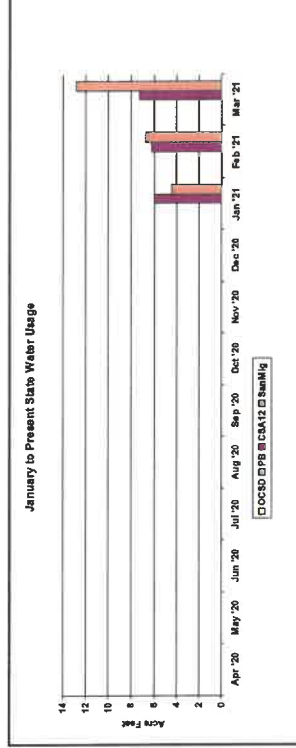 January to Present State Water Usage
14
12
10
8
6
4
2
0
Acre Feet
Apr '20 May '20 Jun '20 Jul '20 Aug '20 Sep '20 Oct '20 Nov '20 Dec '20 Jan '21 Feb '21 Mar '21
OCSD PB CSA12 SanMig